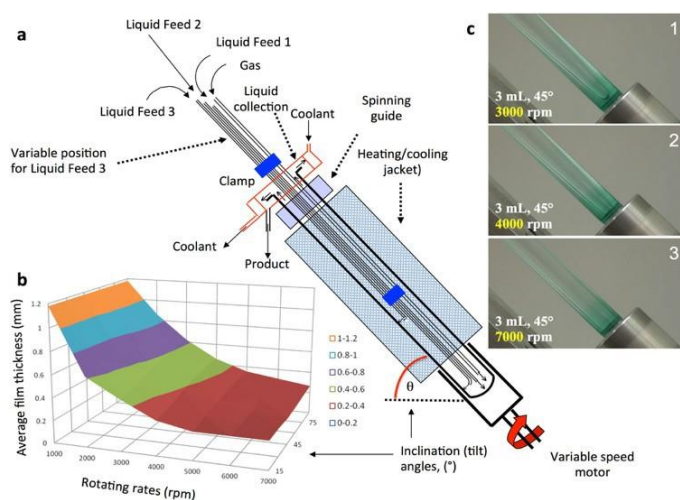 a
Liquid Feed 2
Liquid Feed 1
Gas
Liquid
collection
Coolant
Liquid Feed 3
Spinning
guide
Variable position
for Liquid Feed 3
Heating/cooling
jacket)
Clamp
Coolant
Product
θ
Inclination (tilt)
angles, (°)
Variable speed
motor
b
Average film thickness (mm)
1.2
1
0.8
0.6
0.4
0.2
0
1000
2000
3000
4000
5000
6000
7000
15
45
75
Rotating rates (rpm)
1-1.2
0.8-1
0.6-0.8
0.4-0.6
0.2-0.4
0-0.2
c
1
3 mL, 45°
3000 rpm
2
3 mL, 45°
4000 rpm
3
3 mL, 45°
7000 rpm